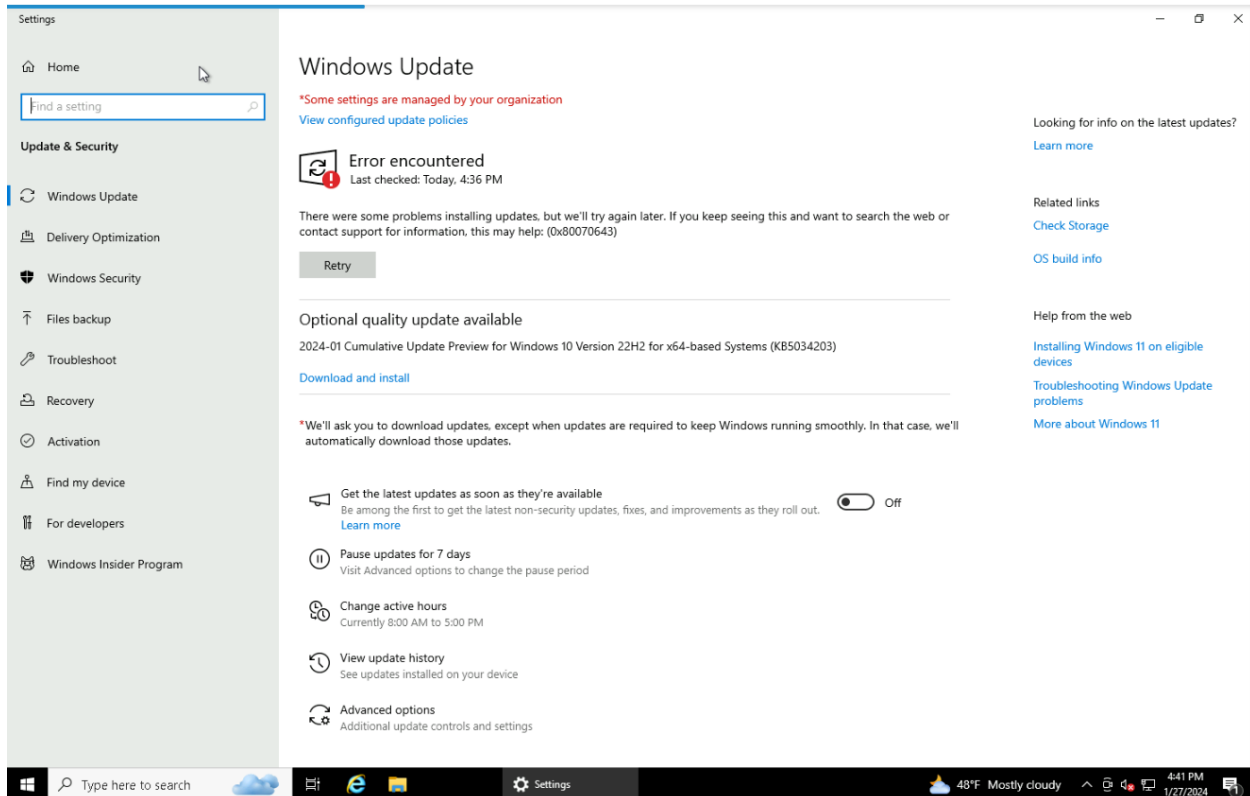 Settings
Home
Find a setting
Update & Security
Windows Update
Delivery Optimization
Windows Security
Files backup
Troubleshoot
Recovery
Activation
Find my device
For developers
Windows Insider Program
Windows Update
*Some settings are managed by your organization
View configured update policies
Error encountered
Last checked: Today, 4:36 PM
There were some problems installing updates, but we'll try again later. If you keep seeing this and want to search the web or
contact support for information, this may help: (0x80070643)
Retry
Optional quality update available
2024-01 Cumulative Update Preview for Windows 10 Version 22H2 for x64-based Systems (KB5034203)
Download and install
*We'll ask you to download updates, except when updates are required to keep Windows running smoothly. In that case, we'll
automatically download those updates.
Get the latest updates as soon as they're available
Be among the first to get the latest non-security updates, fixes, and improvements as they roll out.
Learn more
Off
Pause updates for 7 days
Visit Advanced options to change the pause period
Change active hours
Currently 8:00 AM to 5:00 PM
View update history
See updates installed on your device
Advanced options
Additional update controls and settings
Looking for info on the latest updates?
Learn more
Related links
Check Storage
OS build info
Help from the web
Installing Windows 11 on eligible
devices
Troubleshooting Windows Update
problems
More about Windows 11
Type here to search
Settings
48°F Mostly cloudy
4:41 PM
1/27/2024
1